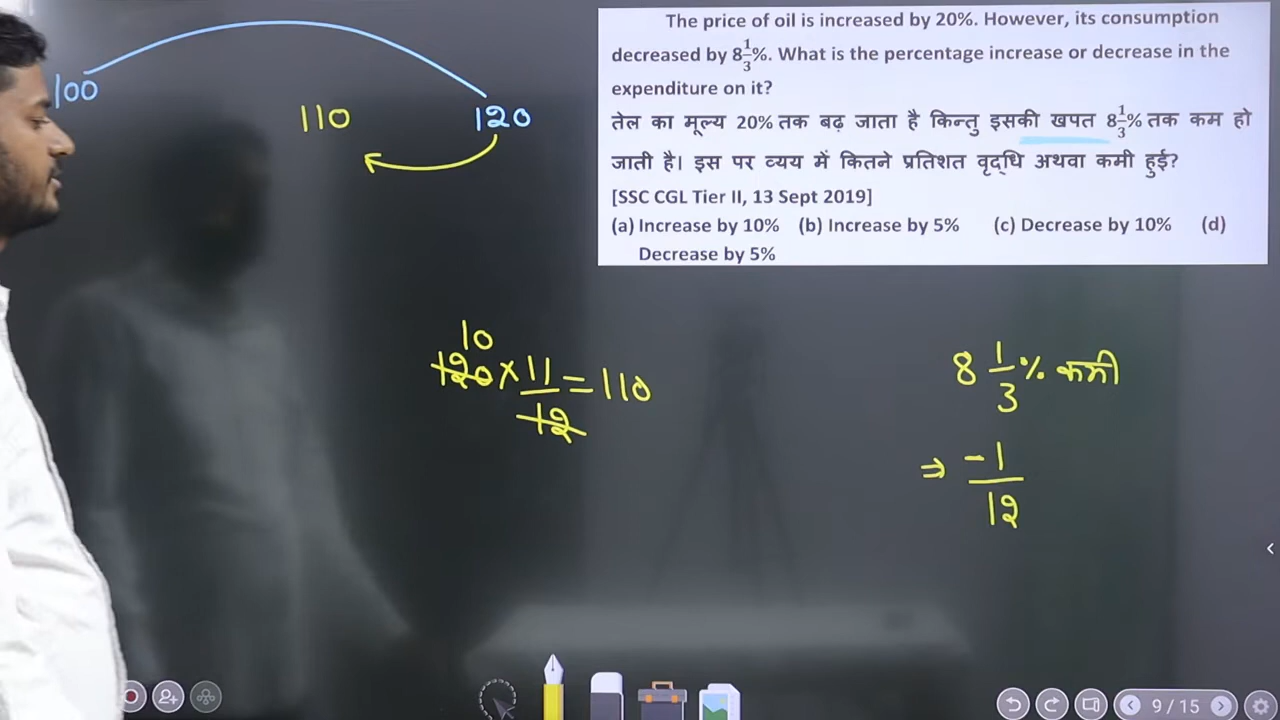 The price of oil is increased by 20%. However, its consumption
decreased by 8 1/3%. What is the percentage increase or decrease in the
expenditure on it?
तेल का मूल्य 20% तक बढ़ जाता है किन्तु इसकी खपत 8 1/3% तक कम हो
जाती है। इस पर व्यय में कितने प्रतिशत वृद्धि अथवा कमी हुई?
[SSC CGL Tier II, 13 Sept 2019]
(a) Increase by 10% (b) Increase by 5% (c) Decrease by 10% (d)
Decrease by 5%
100
110
120
10
120 × 11/12 = 110
8 1/3 % कमी
⇒ -1/12
9 / 15